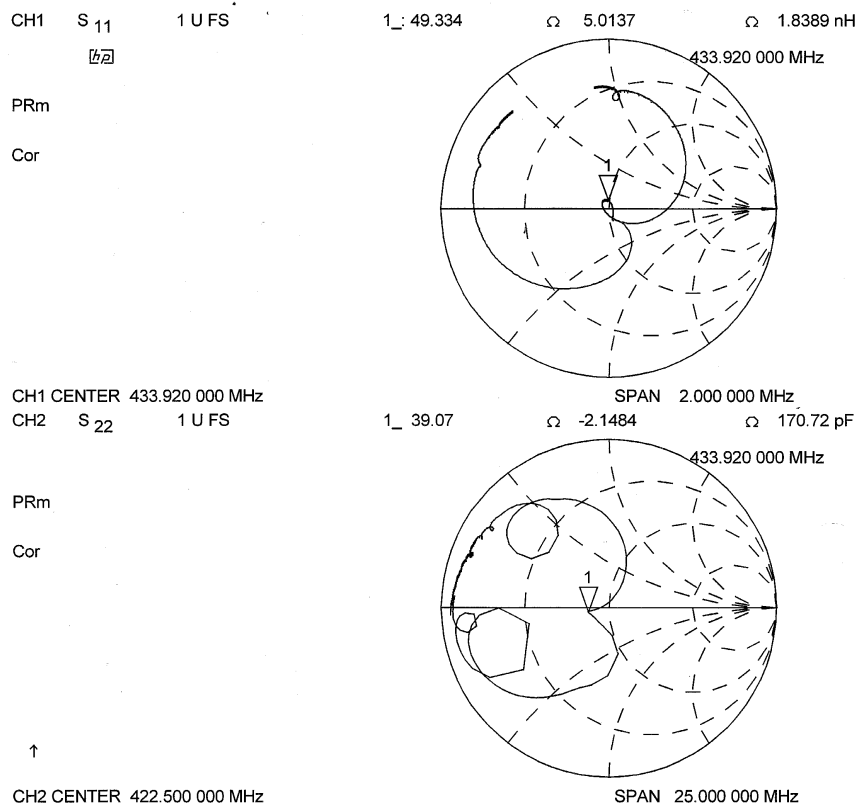 CH1 S 11 1 U FS 1_: 49.334 Ω 5.0137 Ω 1.8389 nH
hp 433.920 000 MHz
PRm
Cor
1
CH1 CENTER 433.920 000 MHz SPAN 2.000 000 MHz
CH2 S 22 1 U FS 1_ 39.07 Ω -2.1484 Ω 170.72 pF
433.920 000 MHz
PRm
Cor
1
↑
CH2 CENTER 422.500 000 MHz SPAN 25.000 000 MHz